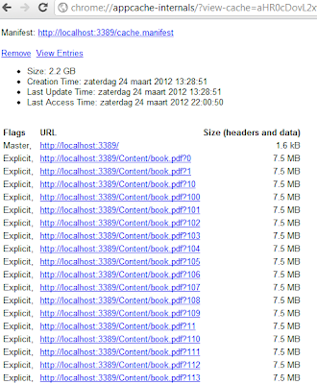 chrome://appcache-internals/?view-cache=aHR0cDovL2x
Manifest: http://localhost:3389/cache.manifest
Remove View Entries
Size: 2.2 GB
Creation Time: zaterdag 24 maart 2012 13:28:51
Last Update Time: zaterdag 24 maart 2012 13:28:51
Last Access Time: zaterdag 24 maart 2012 22:00:50
Flags URL Size (headers and data)
Master, http://localhost:3389/ 1.6 kB
Explicit, http://localhost:3389/Content/book.pdf?0 7.5 MB
Explicit, http://localhost:3389/Content/book.pdf?1 7.5 MB
Explicit, http://localhost:3389/Content/book.pdf?10 7.5 MB
Explicit, http://localhost:3389/Content/book.pdf?100 7.5 MB
Explicit, http://localhost:3389/Content/book.pdf?101 7.5 MB
Explicit, http://localhost:3389/Content/book.pdf?102 7.5 MB
Explicit, http://localhost:3389/Content/book.pdf?103 7.5 MB
Explicit, http://localhost:3389/Content/book.pdf?104 7.5 MB
Explicit, http://localhost:3389/Content/book.pdf?105 7.5 MB
Explicit, http://localhost:3389/Content/book.pdf?106 7.5 MB
Explicit, http://localhost:3389/Content/book.pdf?107 7.5 MB
Explicit, http://localhost:3389/Content/book.pdf?108 7.5 MB
Explicit, http://localhost:3389/Content/book.pdf?109 7.5 MB
Explicit, http://localhost:3389/Content/book.pdf?11 7.5 MB
Explicit, http://localhost:3389/Content/book.pdf?110 7.5 MB
Explicit, http://localhost:3389/Content/book.pdf?111 7.5 MB
Explicit, http://localhost:3389/Content/book.pdf?112 7.5 MB
Explicit, http://localhost:3389/Content/book.pdf?113 7.5 MB